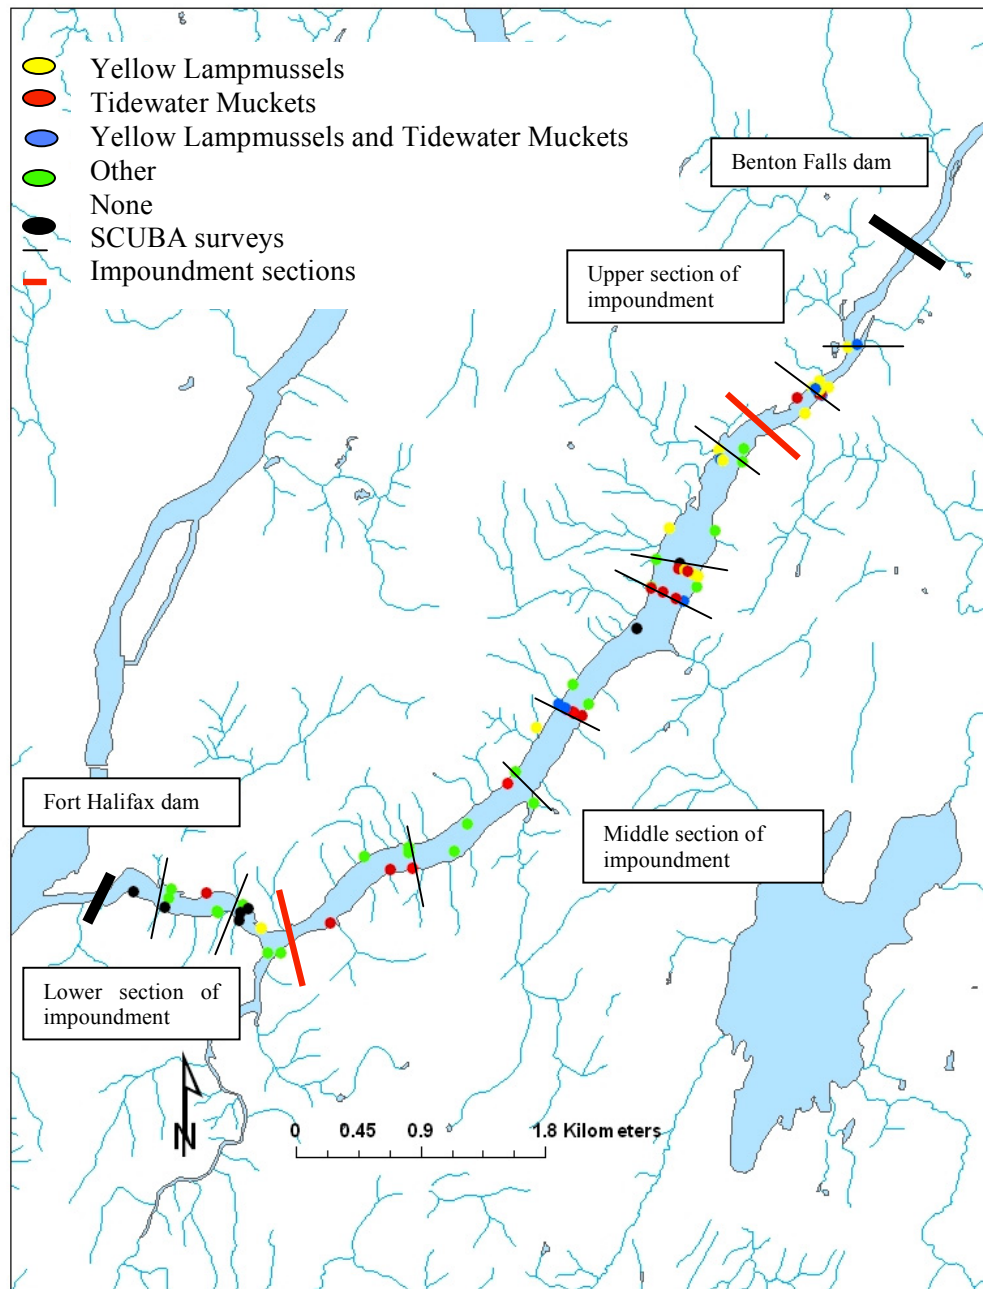 Yellow Lampmussels
Tidewater Muckets
Yellow Lampmussels and Tidewater Muckets
Other
None
SCUBA surveys
Impoundment sections
Benton Falls dam
Upper section of
impoundment
Fort Halifax dam
Middle section of
impoundment
Lower section of
impoundment
N
0 0.45 0.9 1.8 Kilometers